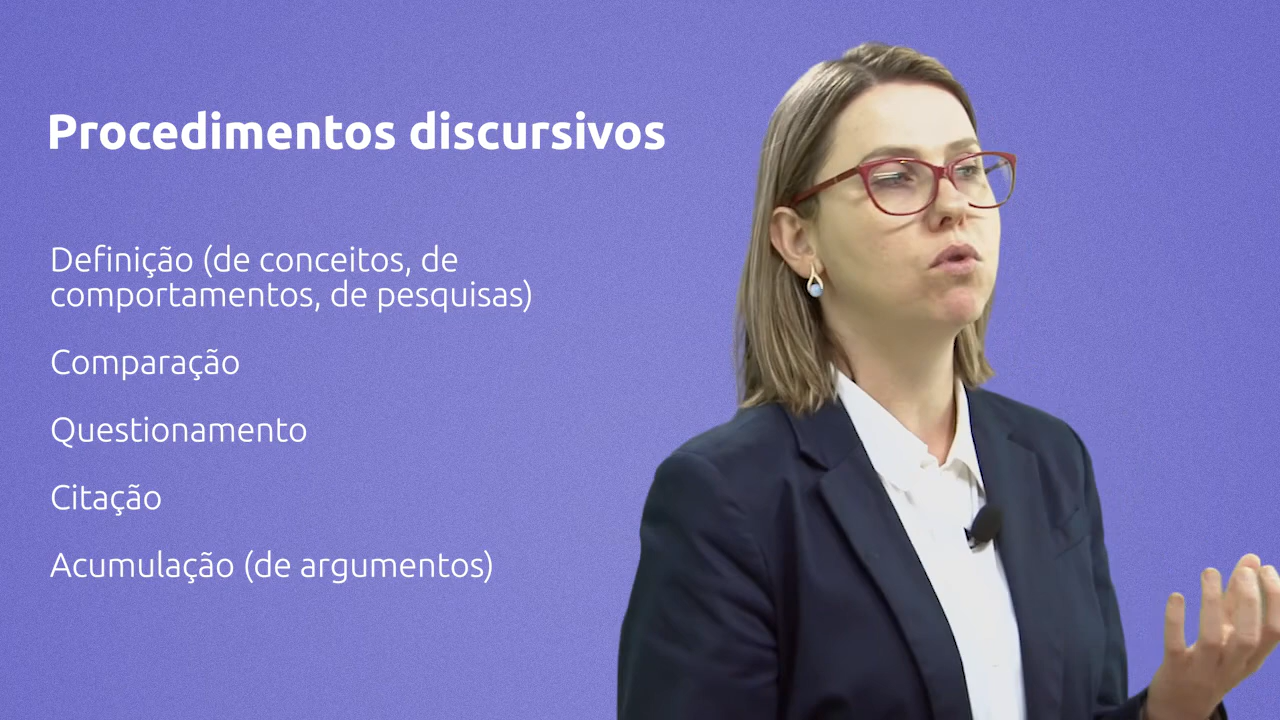 Procedimentos discursivos
Definição (de conceitos, de
comportamentos, de pesquisas)
Comparação
Questionamento
Citação
Acumulação (de argumentos)